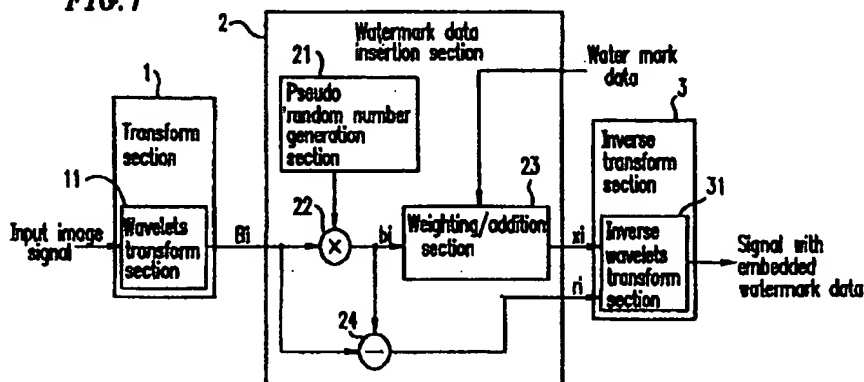 FIG. 7
2
Watermark data
insertion section
21
Pseudo
random number
generation
section
Water mark
data
1
Transform
section
3
Inverse
transform
section
11
Wavelets
transform
section
22
×
23
Weighting/addition
section
31
Inverse
wavelets
transform
section
Input image
signal
Bi
bi
xi
ri
Signal with
embedded
watermark data
24
−